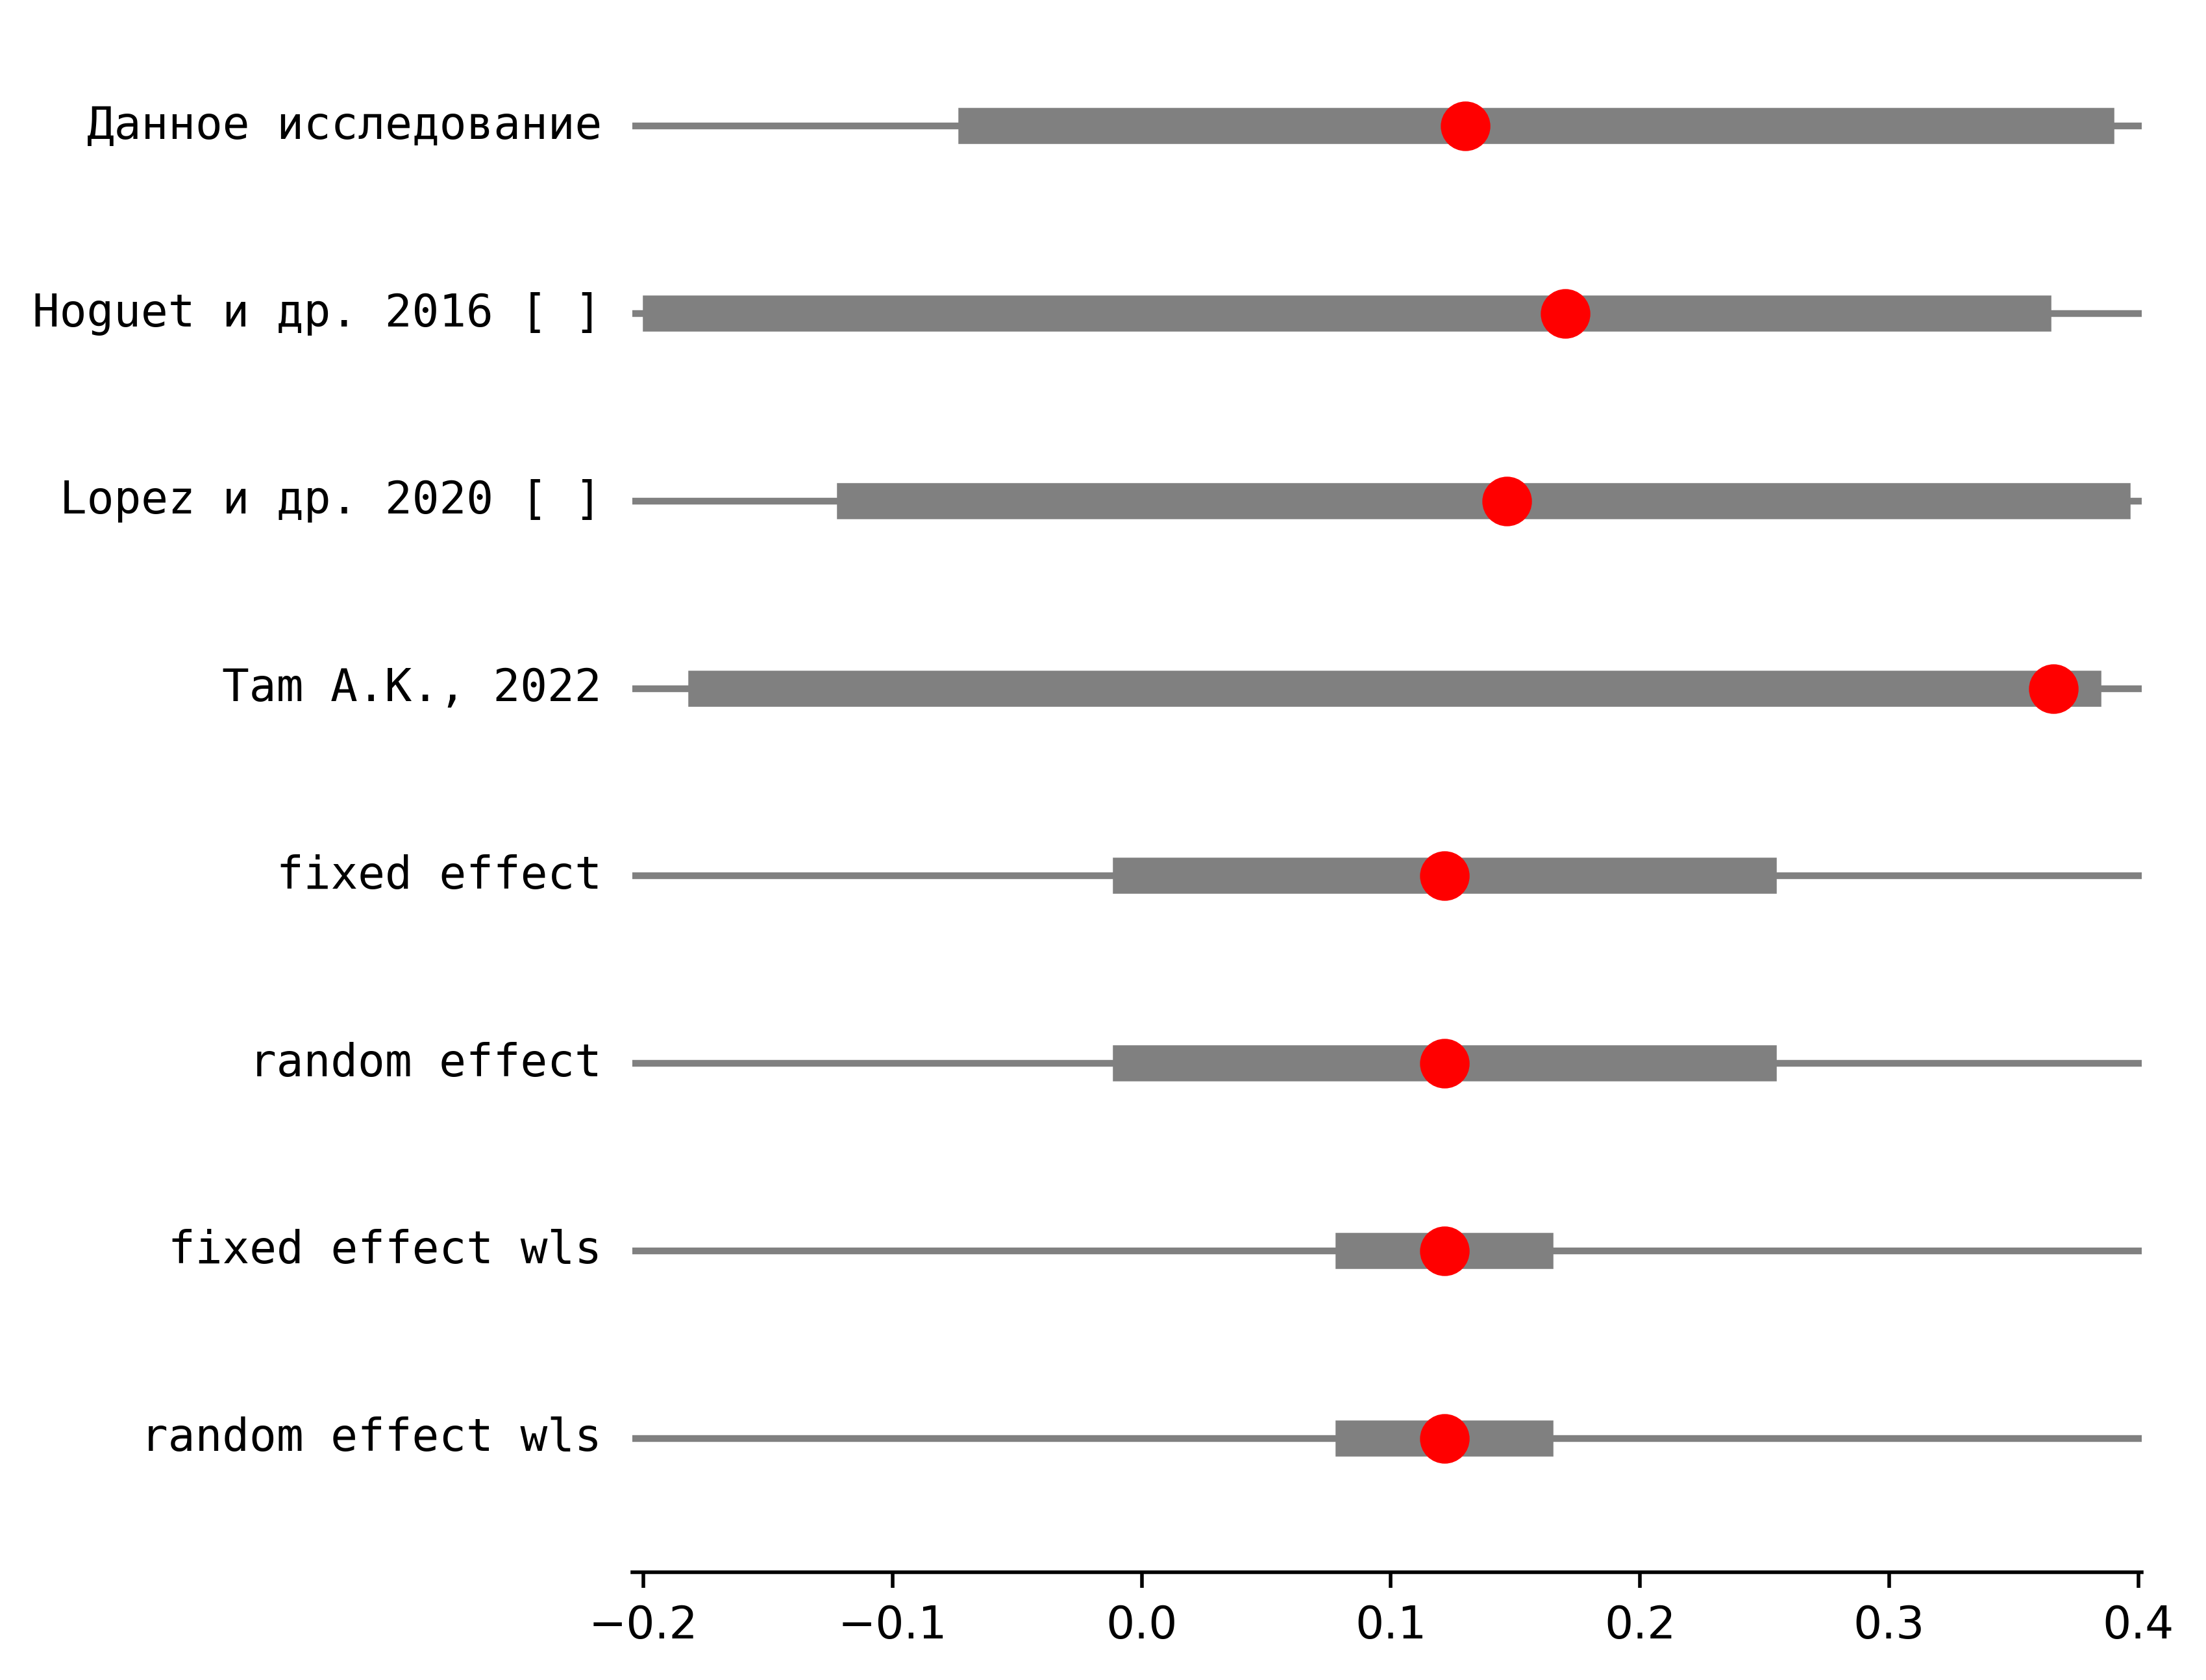 Данное исследование
Hoguet и др. 2016 [ ]
Lopez и др. 2020 [ ]
Tam A.K., 2022
fixed effect
random effect
fixed effect wls
random effect wls
−0.2 −0.1 0.0 0.1 0.2 0.3 0.4